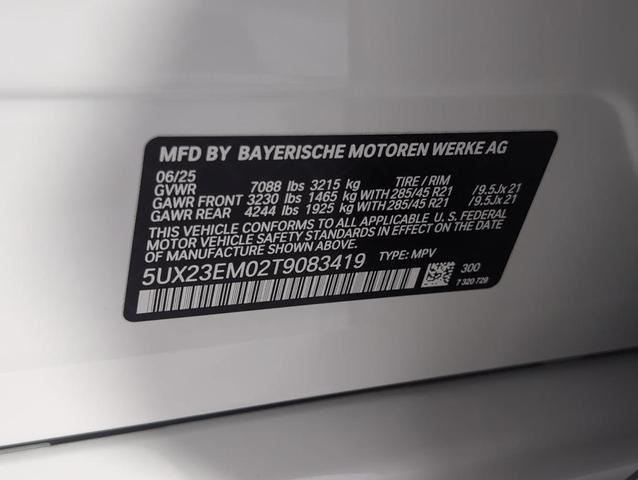 MFD BY BAYERISCHE MOTOREN WERKE AG
06/25
GVWR 7088 lbs 3215 kg TIRE / RIM
GAWR FRONT 3230 lbs 1465 kg WITH 285/45 R21 /9.5Jx21
GAWR REAR 4244 lbs 1925 kg WITH 285/45 R21 /9.5Jx21
THIS VEHICLE CONFORMS TO ALL APPLICABLE U. S. FEDERAL
MOTOR VEHICLE SAFETY STANDARDS IN EFFECT ON THE DATE
OF MANUFACTURE SHOWN ABOVE.
5UX23EM02T9083419 TYPE: MPV
300
7 320 729